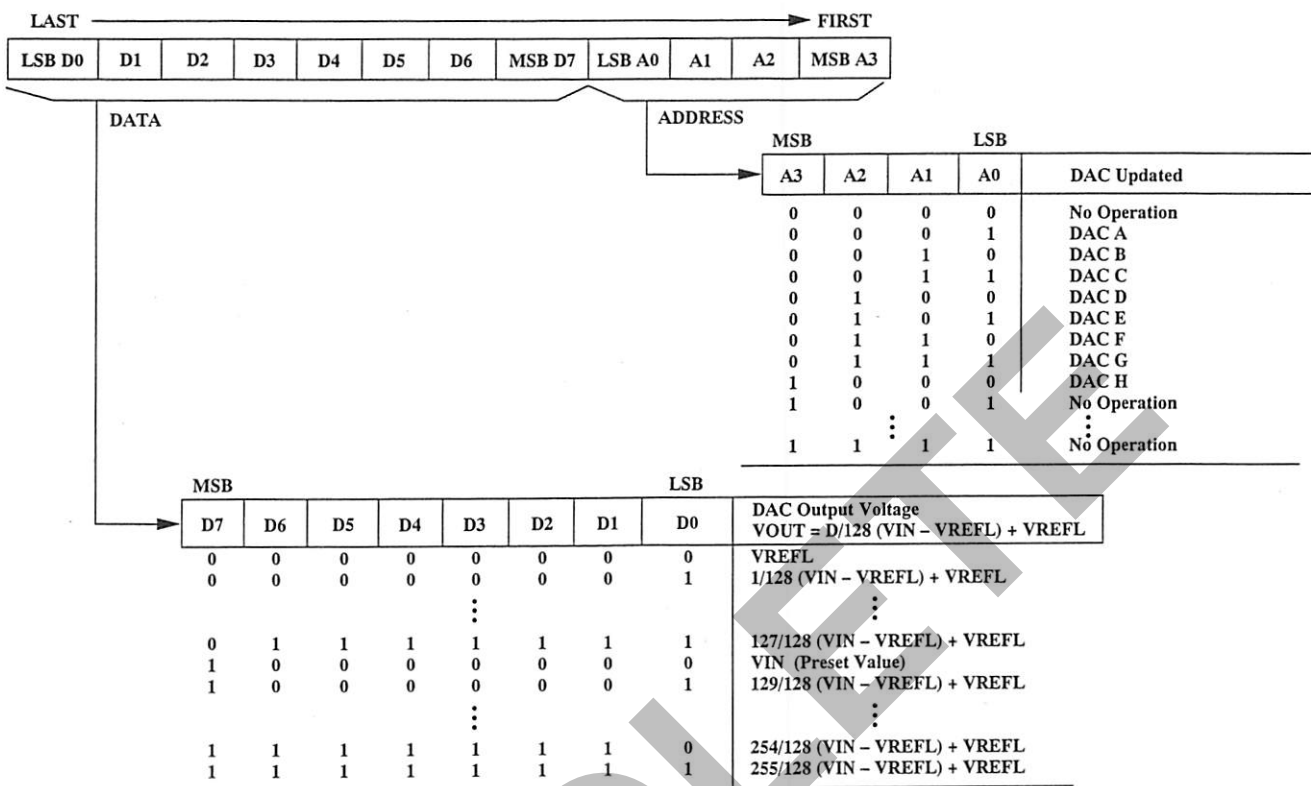 LAST FIRST
LSB D0 D1 D2 D3 D4 D5 D6 MSB D7 LSB A0 A1 A2 MSB A3
DATA ADDRESS
MSB LSB
A3 A2 A1 A0 DAC Updated
0 0 0 0 No Operation
0 0 0 1 DAC A
0 0 1 0 DAC B
0 0 1 1 DAC C
0 1 0 0 DAC D
0 1 0 1 DAC E
0 1 1 0 DAC F
0 1 1 1 DAC G
1 0 0 0 DAC H
1 0 0 1 No Operation
1 1 1 1 No Operation
MSB LSB
D7 D6 D5 D4 D3 D2 D1 D0 DAC Output Voltage
VOUT = D/128 (VIN – VREFL) + VREFL
0 0 0 0 0 0 0 0 VREFL
0 0 0 0 0 0 0 1 1/128 (VIN – VREFL) + VREFL
0 1 1 1 1 1 1 1 127/128 (VIN – VREFL) + VREFL
1 0 0 0 0 0 0 0 VIN (Preset Value)
1 0 0 0 0 0 0 1 129/128 (VIN – VREFL) + VREFL
1 1 1 1 1 1 1 0 254/128 (VIN – VREFL) + VREFL
1 1 1 1 1 1 1 1 255/128 (VIN – VREFL) + VREFL